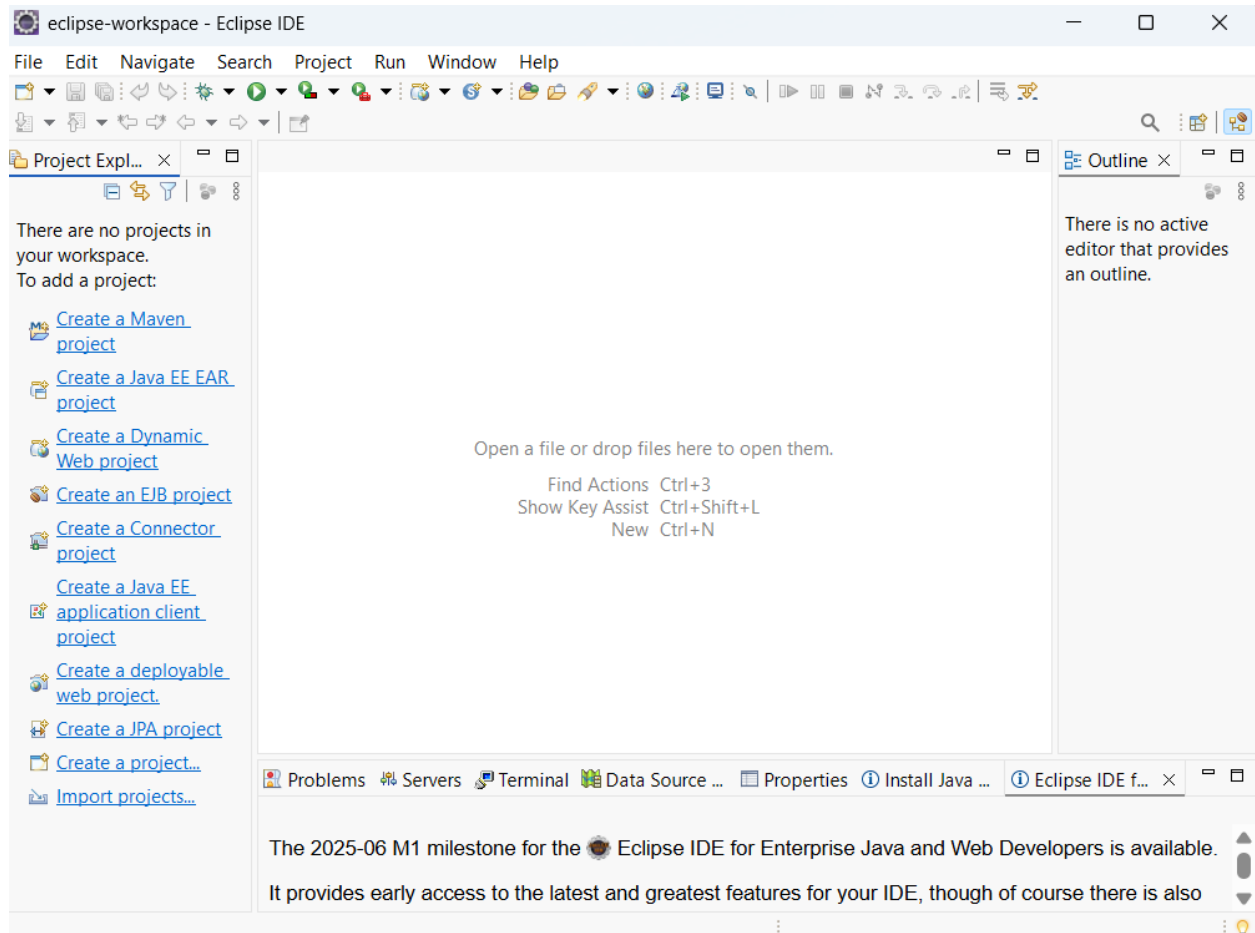 eclipse-workspace - Eclipse IDE
File Edit Navigate Search Project Run Window Help
Project Expl...
There are no projects in
your workspace.
To add a project:
Create a Maven
project
Create a Java EE EAR
project
Create a Dynamic
Web project
Create an EJB project
Create a Connector
project
Create a Java EE
application client
project
Create a deployable
web project.
Create a JPA project
Create a project...
Import projects...
Open a file or drop files here to open them.
Find Actions Ctrl+3
Show Key Assist Ctrl+Shift+L
New Ctrl+N
Outline
There is no active
editor that provides
an outline.
Problems Servers Terminal Data Source ... Properties Install Java ... Eclipse IDE f...
The 2025-06 M1 milestone for the Eclipse IDE for Enterprise Java and Web Developers is available.
It provides early access to the latest and greatest features for your IDE, though of course there is also